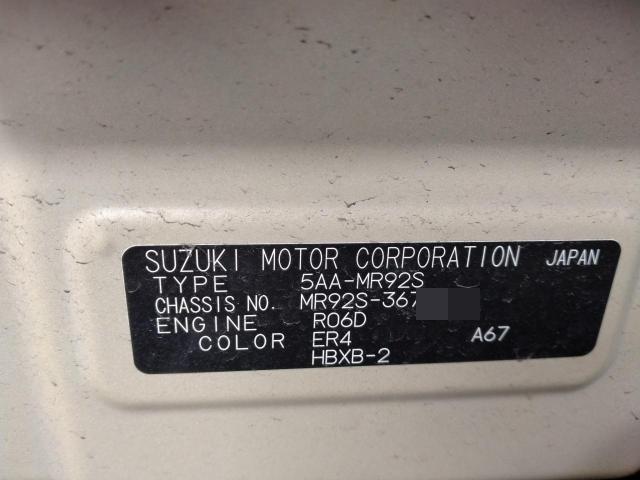 SUZUKI MOTOR CORPORATION JAPAN
TYPE 5AA-MR92S
CHASSIS NO. MR92S-367
ENGINE R06D
COLOR ER4 A67
HBXB-2